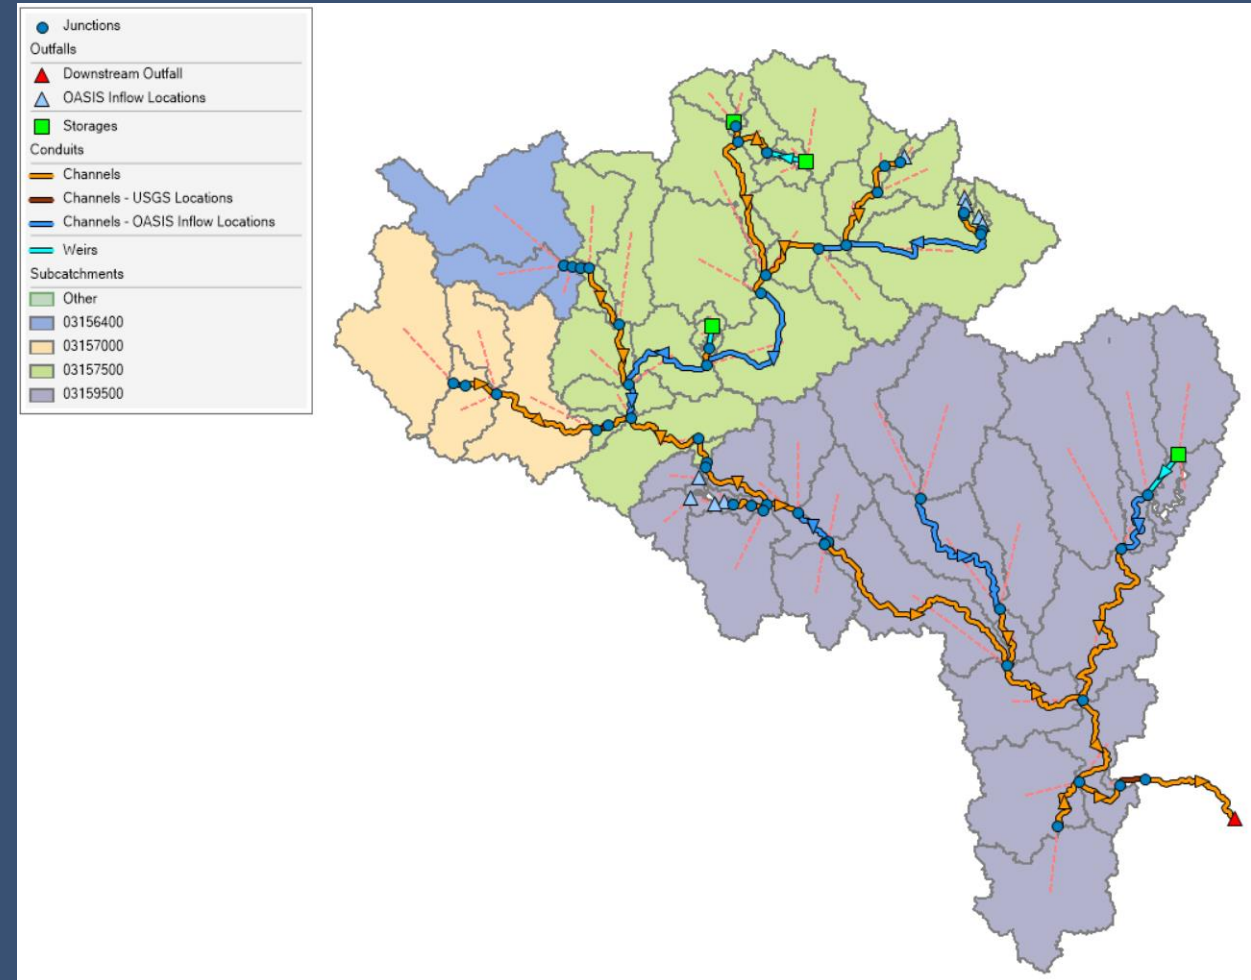 Junctions
Outfalls
Downstream Outfall
OASIS Inflow Locations
Storages
Conduits
Channels
Channels - USGS Locations
Channels - OASIS Inflow Locations
Weirs
Subcatchments
Other
03156400
03157000
03157500
03159500